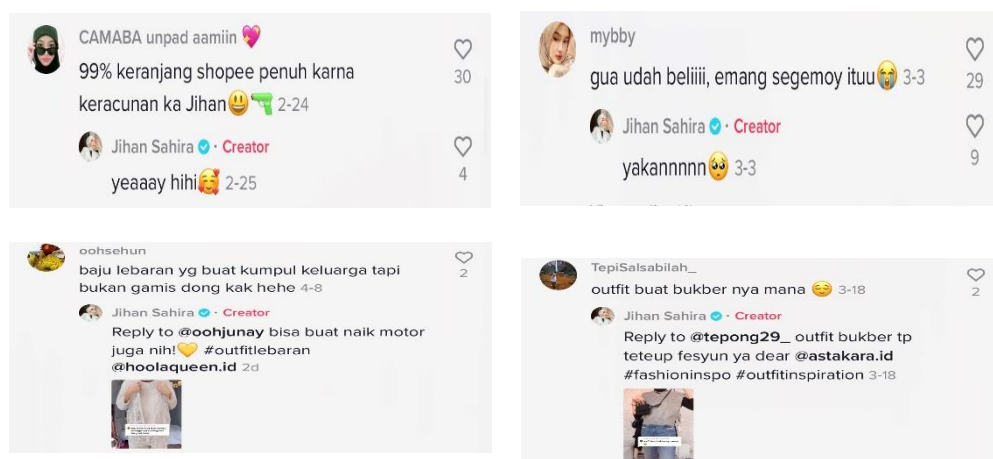 CAMABA unpad aamiin 💖
99% keranjang shopee penuh karna
keracunan ka Jihan😃🔫 2-24
30
Jihan Sahira · Creator
yeaaay hihi🥰 2-25
4
mybby
gua udah beliiii, emang segemoy ituu😭 3-3
29
Jihan Sahira · Creator
yakannnnn🥺 3-3
9
oohsehun
baju lebaran yg buat kumpul keluarga tapi
bukan gamis dong kak hehe 4-8
2
Jihan Sahira · Creator
Reply to @oohjunay bisa buat naik motor
juga nih!💛 #outfitlebaran
@hoolaqueen.id 2d
TepiSalsabilah_
outfit buat bukber nya mana 😌 3-18
2
Jihan Sahira · Creator
Reply to @tepong29_ outfit bukber tp
teteup fesyun ya dear @astakara.id
#fashioninspo #outfitinspiration 3-18